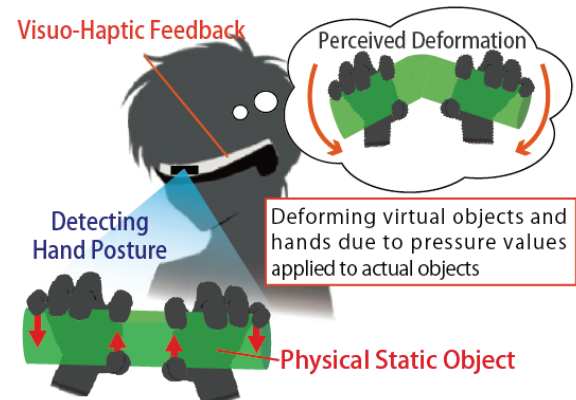 Visuo-Haptic Feedback
Perceived Deformation
Detecting
Hand Posture
Deforming virtual objects and
hands due to pressure values
applied to actual objects
Physical Static Object